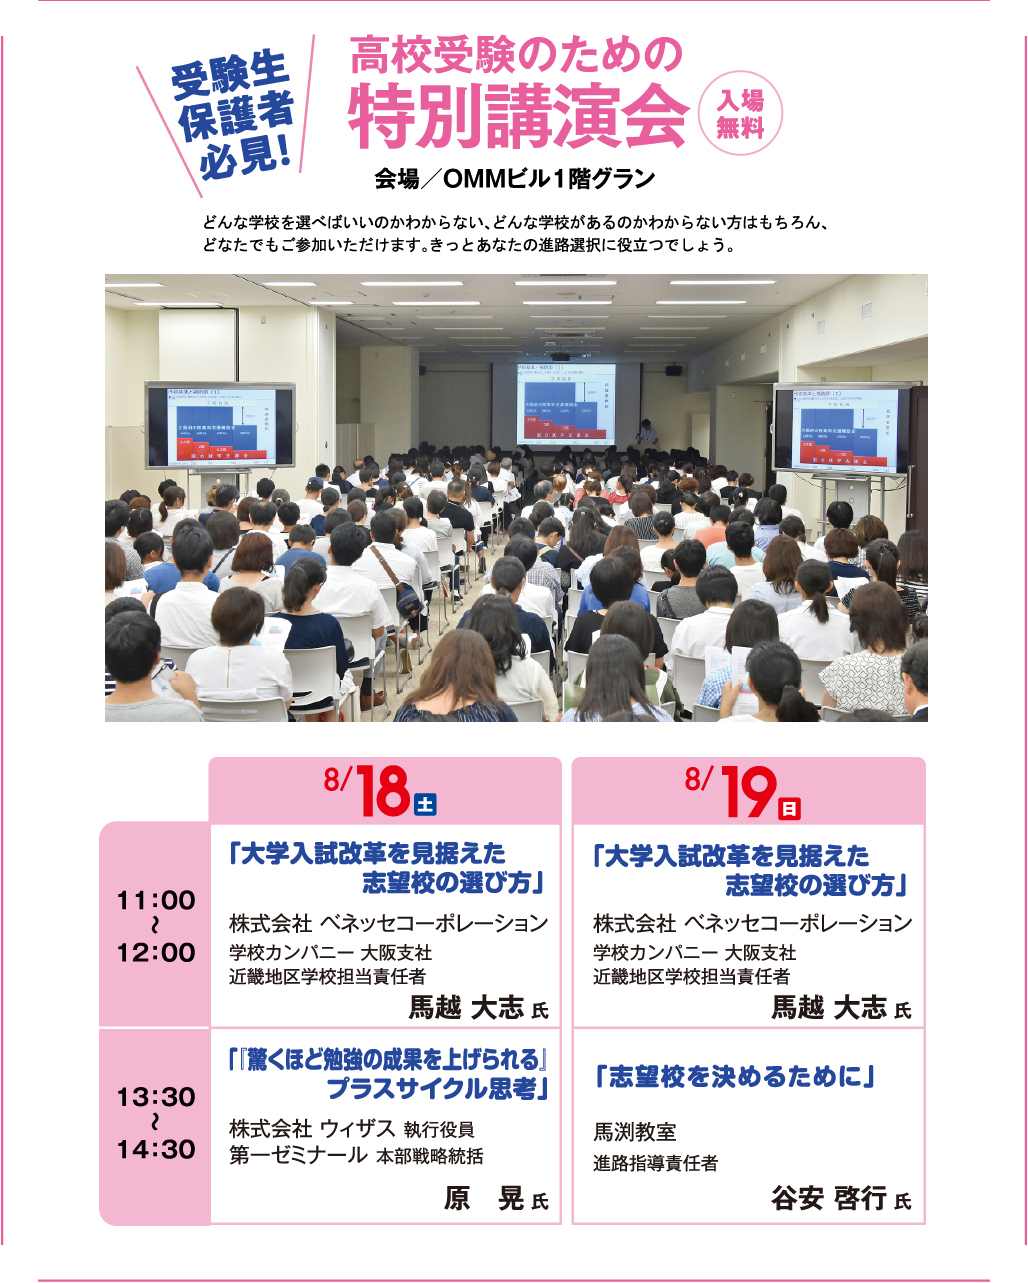 受験生
保護者
必見!
高校受験のための
特別講演会
入場
無料
会場／OMMビル1階グラン
どんな学校を選べばいいのかわからない、どんな学校があるのかわからない方はもちろん、
どなたでもご参加いただけます。きっとあなたの進路選択に役立つでしょう。
8/18 土
8/19 日
11:00
〜
12:00
「大学入試改革を見据えた
志望校の選び方」
株式会社 ベネッセコーポレーション
学校カンパニー 大阪支社
近畿地区学校担当責任者
馬越 大志 氏
「大学入試改革を見据えた
志望校の選び方」
株式会社 ベネッセコーポレーション
学校カンパニー 大阪支社
近畿地区学校担当責任者
馬越 大志 氏
13:30
〜
14:30
「『驚くほど勉強の成果を上げられる』
プラスサイクル思考」
株式会社 ウィザス 執行役員
第一ゼミナール 本部戦略統括
原　晃 氏
「志望校を決めるために」
馬渕教室
進路指導責任者
谷安 啓行 氏